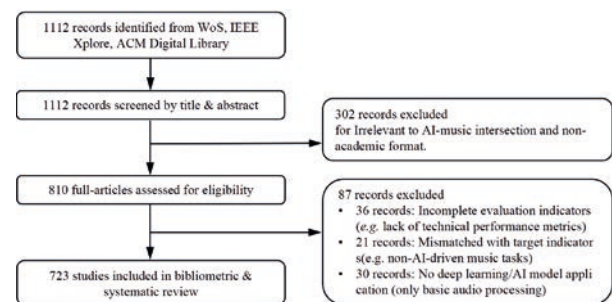 1112 records identified from WoS, IEEE
Xplore, ACM Digital Library
1112 records screened by title & abstract
302 records excluded
for Irrelevant to AI-music intersection and non-
academic format.
810 full-articles assessed for eligibility
87 records excluded
• 36 records: Incomplete evaluation indicators
(e.g. lack of technical performance metrics)
• 21 records: Mismatched with target indicator
s(e.g. non-AI-driven music tasks)
• 30 records: No deep learning/AI model appli
cation (only basic audio processing)
723 studies included in bibliometric &
systematic review